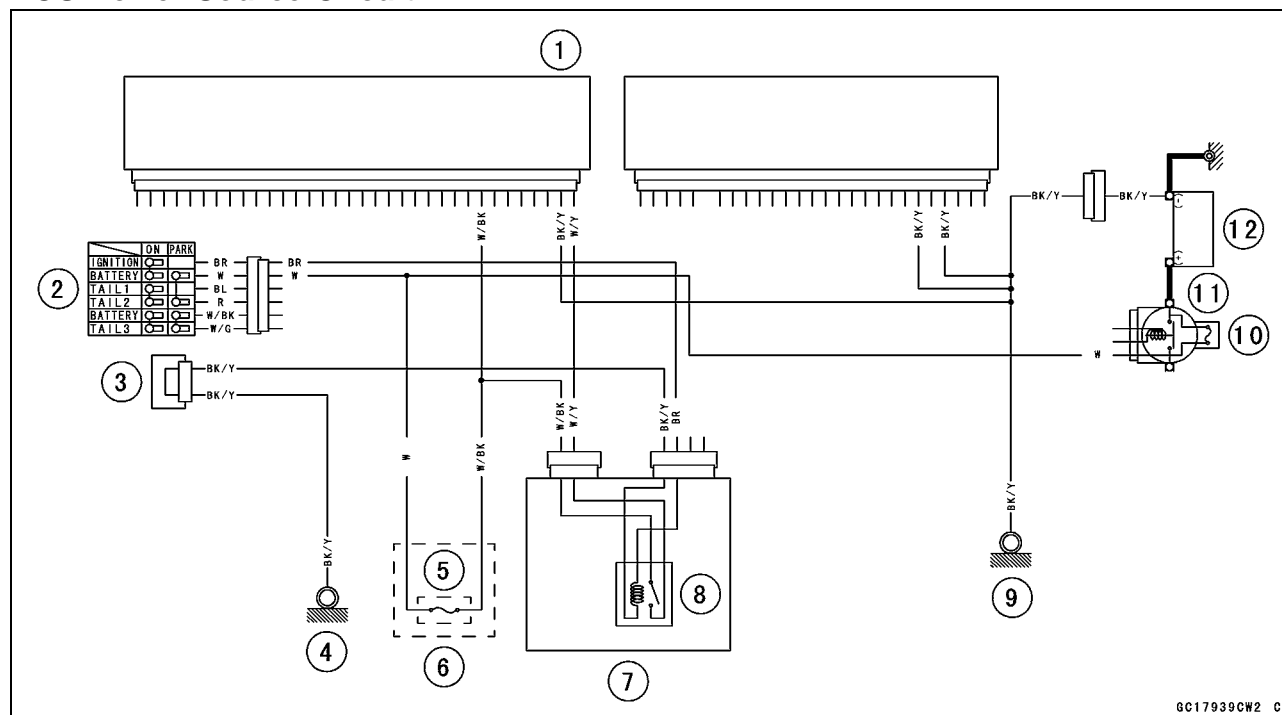 1
W/BK
BK/Y
W/Y
BK/Y
BK/Y
BK/Y
BK/Y
(-)
12
(+)
ON PARK
IGNITION
BATTERY
TAIL1
TAIL2
BATTERY
TAIL3
2
BR
W
BL
R
W/BK
W/G
BR
W
11
10
W
3
BK/Y
BK/Y
W/BK
W/Y
BK/Y
BR
W
W/BK
BK/Y
BK/Y
5
8
9
4
6
7
GC17939CW2 C